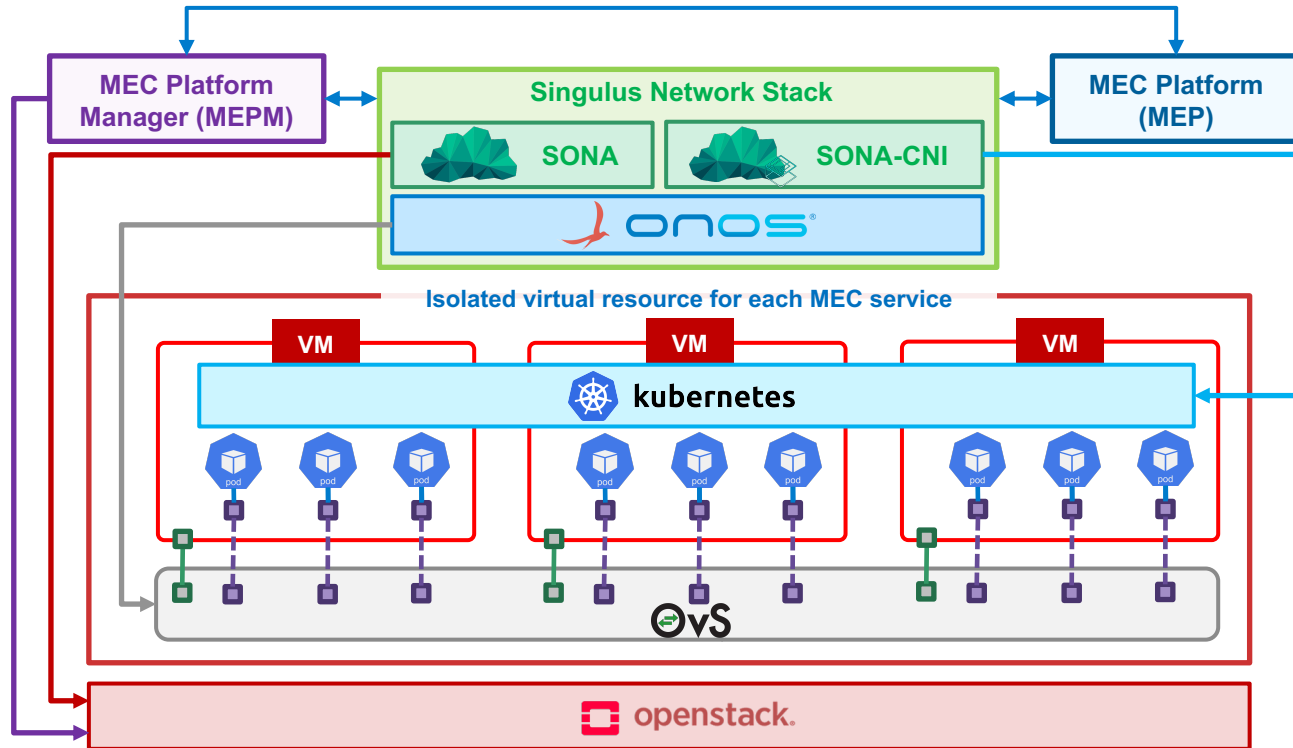 MEC Platform
Manager (MEPM)
Singulus Network Stack
MEC Platform
(MEP)
SONA
SONA-CNI
onos®
Isolated virtual resource for each MEC service
VM
VM
VM
kubernetes
pod
pod
pod
pod
pod
pod
pod
pod
pod
OvS
openstack.